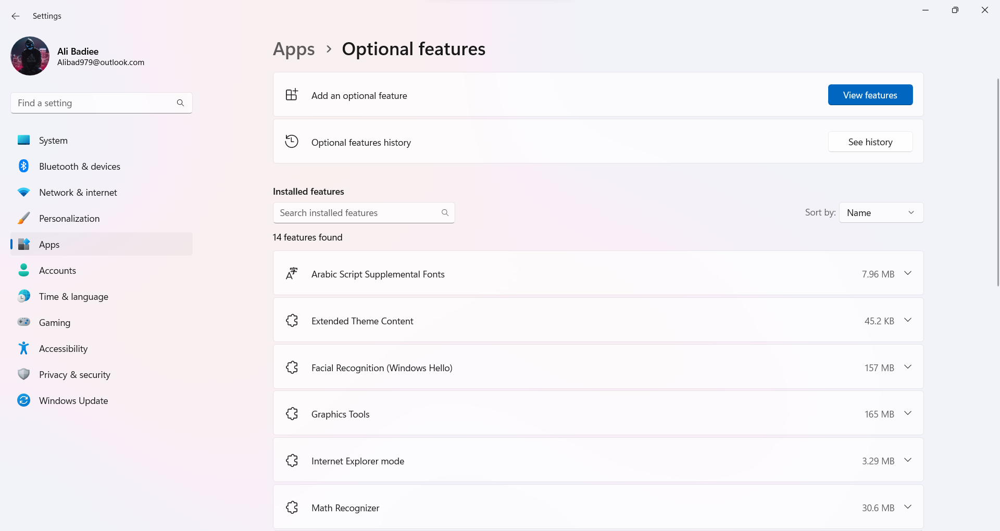 Settings
Ali Badiee
Alibad979@outlook.com
Find a setting
System
Bluetooth & devices
Network & internet
Personalization
Apps
Accounts
Time & language
Gaming
Accessibility
Privacy & security
Windows Update
Apps > Optional features
Add an optional feature
View features
Optional features history
See history
Installed features
Search installed features
Sort by: Name
14 features found
Arabic Script Supplemental Fonts 7.96 MB
Extended Theme Content 45.2 KB
Facial Recognition (Windows Hello) 157 MB
Graphics Tools 165 MB
Internet Explorer mode 3.29 MB
Math Recognizer 30.6 MB